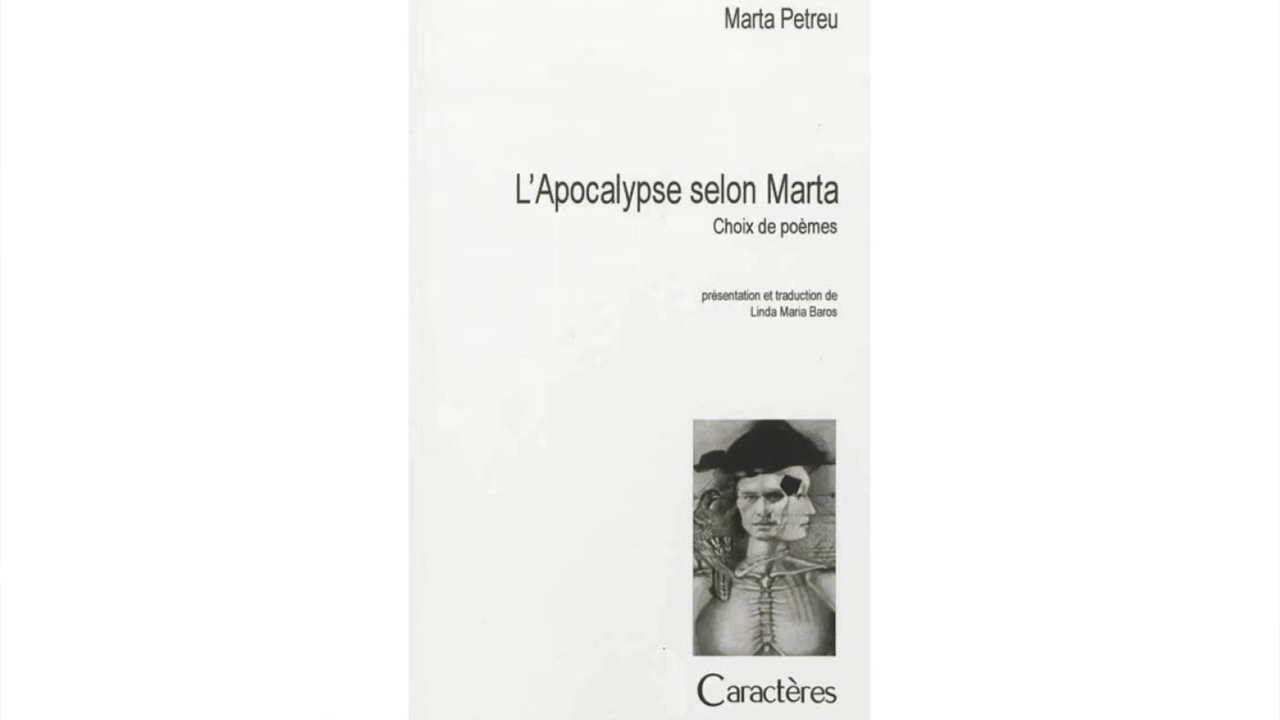 Marta Petreu
L'Apocalypse selon Marta
Choix de poèmes
présentation et traduction de
Linda Maria Baros
Caractères